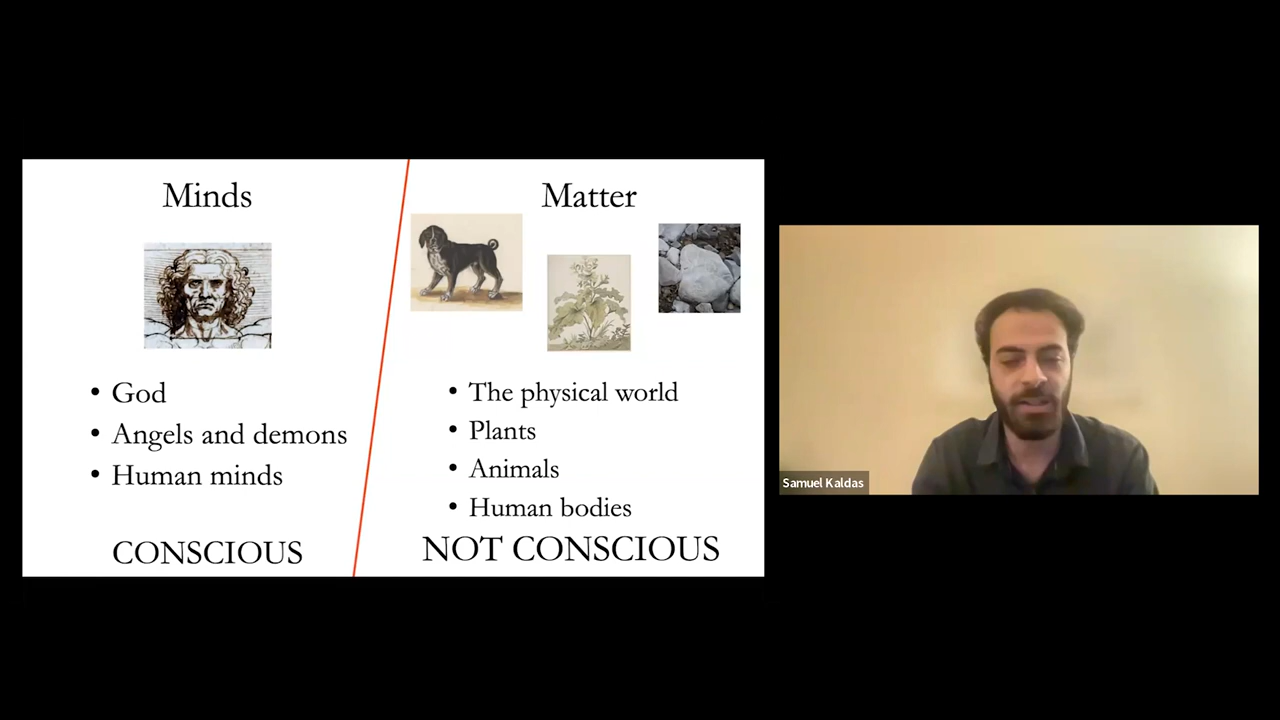 Minds
Matter
• God
• Angels and demons
• Human minds
CONSCIOUS
• The physical world
• Plants
• Animals
• Human bodies
NOT CONSCIOUS
Samuel Kaldas